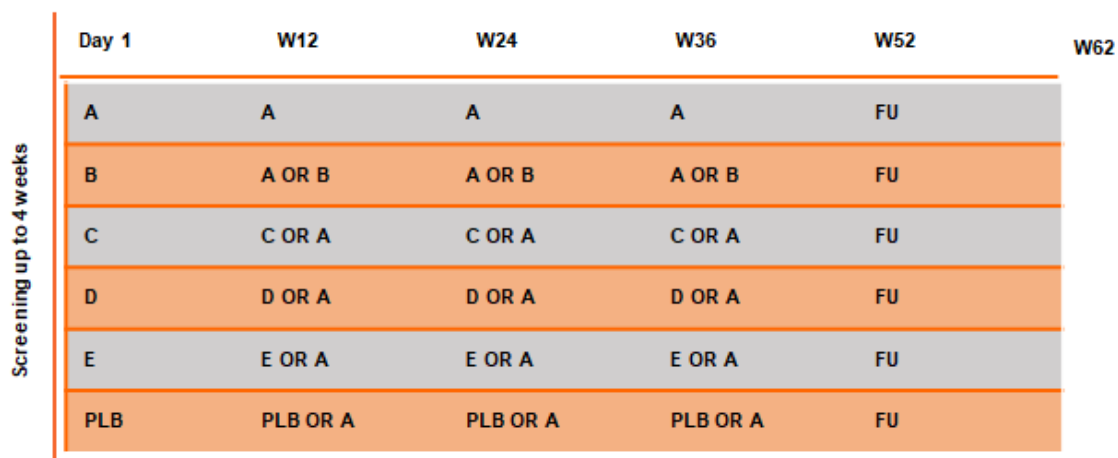 Day 1 W12 W24 W36 W52 W62
Screening up to 4 weeks
A A A A FU
B A OR B A OR B A OR B FU
C C OR A C OR A C OR A FU
D D OR A D OR A D OR A FU
E E OR A E OR A E OR A FU
PLB PLB OR A PLB OR A PLB OR A FU